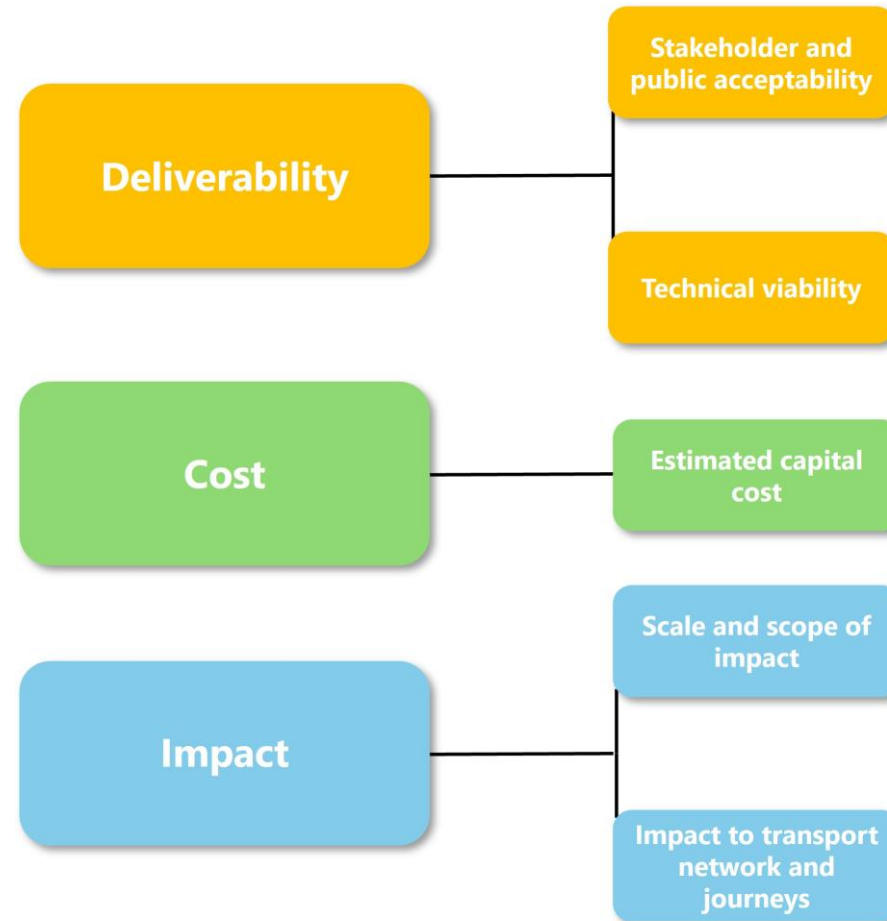 Stakeholder and
public acceptability
Deliverability
Technical viability
Cost
Estimated capital
cost
Scale and scope of
impact
Impact
Impact to transport
network and
journeys